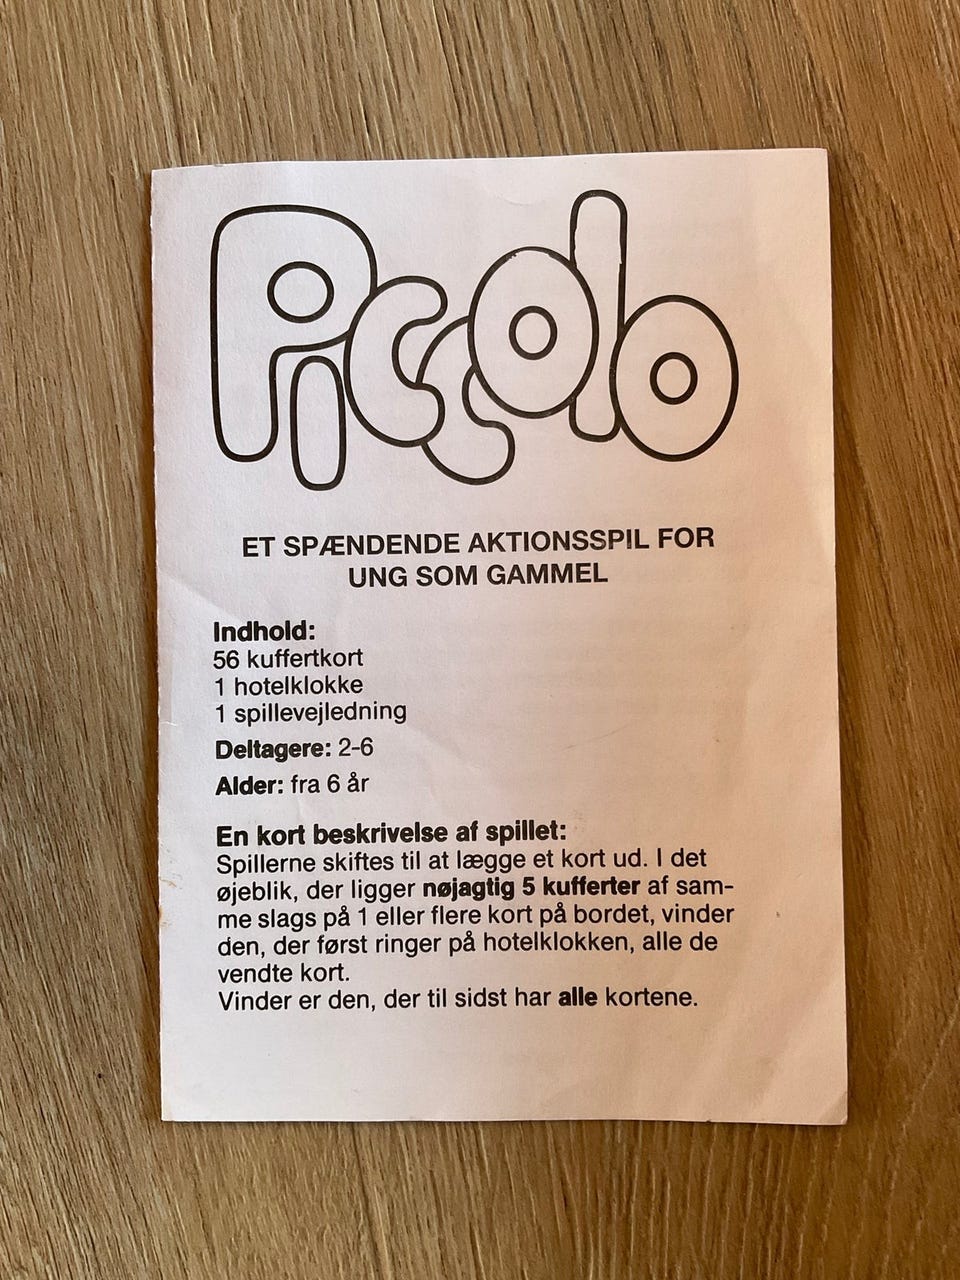 Piccolo
ET SPÆNDENDE AKTIONSSPIL FOR
UNG SOM GAMMEL
Indhold:
56 kuffertkort
1 hotelklokke
1 spillevejledning
Deltagere: 2-6
Alder: fra 6 år
En kort beskrivelse af spillet:
Spillerne skiftes til at lægge et kort ud. I det
øjeblik, der ligger nøjagtig 5 kufferter af sam-
me slags på 1 eller flere kort på bordet, vinder
den, der først ringer på hotelklokken, alle de
vendte kort.
Vinder er den, der til sidst har alle kortene.